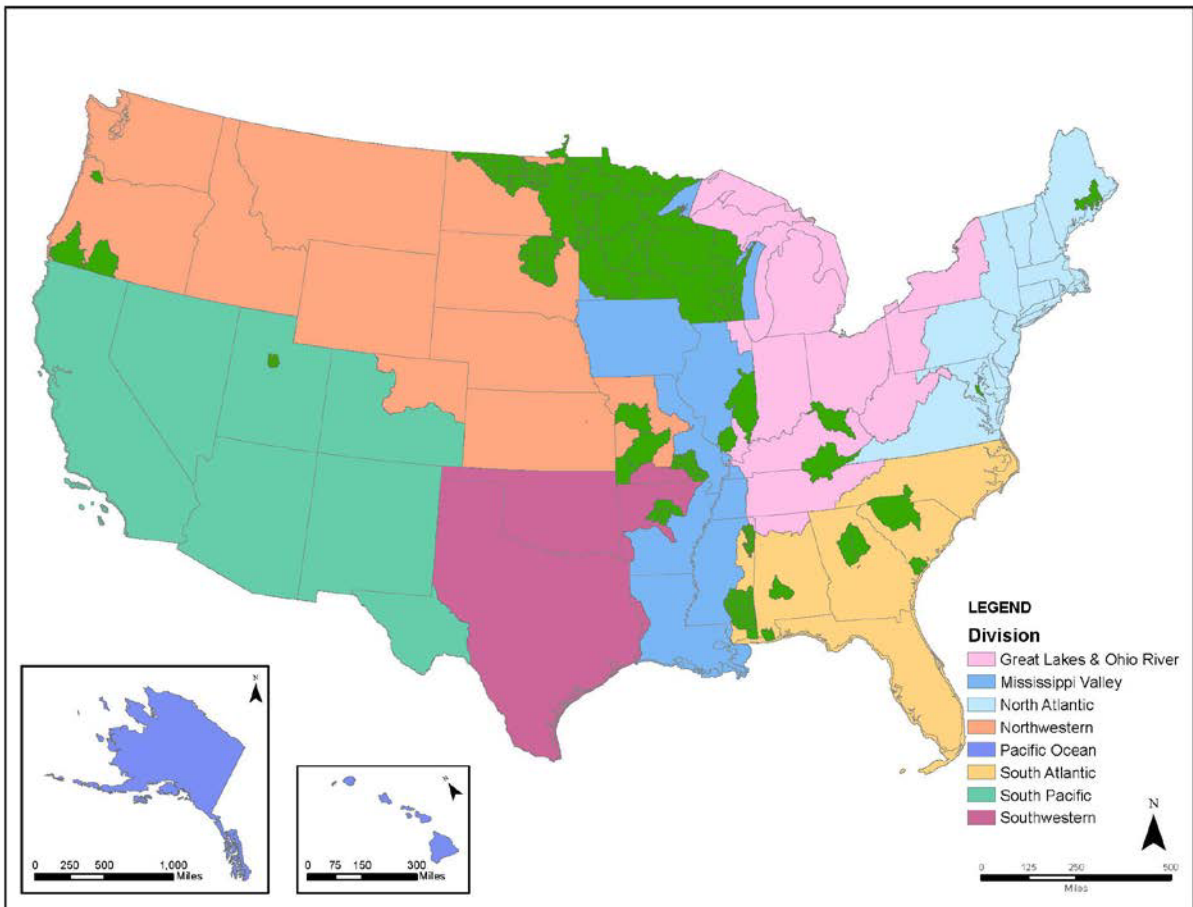 LEGEND
Division
Great Lakes & Ohio River
Mississippi Valley
North Atlantic
Northwestern
Pacific Ocean
South Atlantic
South Pacific
Southwestern
N
0 250 500 1,000
Miles
N
0 75 150 300
Miles
N
0 125 250 500
Miles